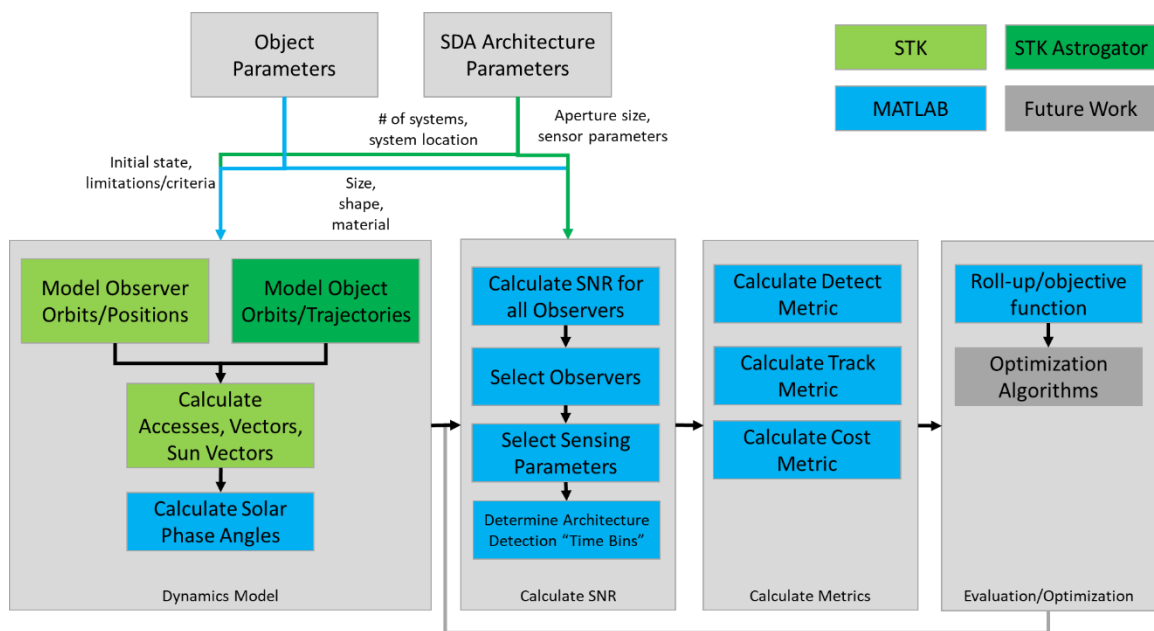 Object
Parameters
SDA Architecture
Parameters
STK
STK Astrogator
MATLAB
Future Work
# of systems,
system location
Aperture size,
sensor parameters
Initial state,
limitations/criteria
Size,
shape,
material
Model Observer
Orbits/Positions
Model Object
Orbits/Trajectories
Calculate
Accesses, Vectors,
Sun Vectors
Calculate Solar
Phase Angles
Dynamics Model
Calculate SNR for
all Observers
Select Observers
Select Sensing
Parameters
Determine Architecture
Detection “Time Bins”
Calculate SNR
Calculate Detect
Metric
Calculate Track
Metric
Calculate Cost
Metric
Calculate Metrics
Roll-up/objective
function
Optimization
Algorithms
Evaluation/Optimization